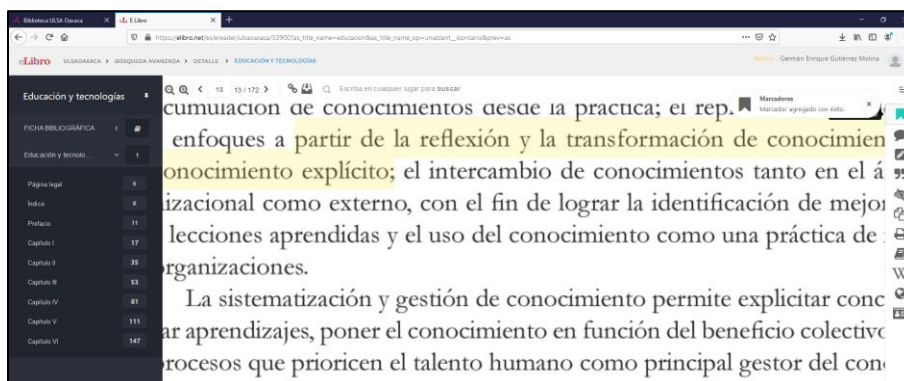 Biblioteca ULSA Oaxaca
E Libro
https://elibro.net/es/ereader/ulsaoaxaca/33900?as_title_name=educacion&as_title_name_op=unaccent__icontains&prev=as
eLibro
ULSAOAXACA
BÚSQUEDA AVANZADA
DETALLE
EDUCACIÓN Y TECNOLOGÍAS
Germán Enrique Gutiérrez Molina
Educación y tecnologías
13
13 / 172
Escriba en cualquier lugar para buscar
Marcadores
Marcador agregado con éxito.
FICHA BIBLIOGRÁFICA
Educación y tecnolo...
1
Página legal
6
Índice
8
Prefacio
11
Capítulo I
17
Capítulo II
35
Capítulo III
53
Capítulo IV
81
Capítulo V
111
Capítulo VI
147
cumulación de conocimientos desde la práctica; el rep
enfoques a partir de la reflexión y la transformación de conocimien
onocimiento explícito; el intercambio de conocimientos tanto en el á
izacional como externo, con el fin de lograr la identificación de mejor
lecciones aprendidas y el uso del conocimiento como una práctica de
organizaciones.
La sistematización y gestión de conocimiento permite explicitar conc
ar aprendizajes, poner el conocimiento en función del beneficio colectivo
procesos que prioricen el talento humano como principal gestor del con